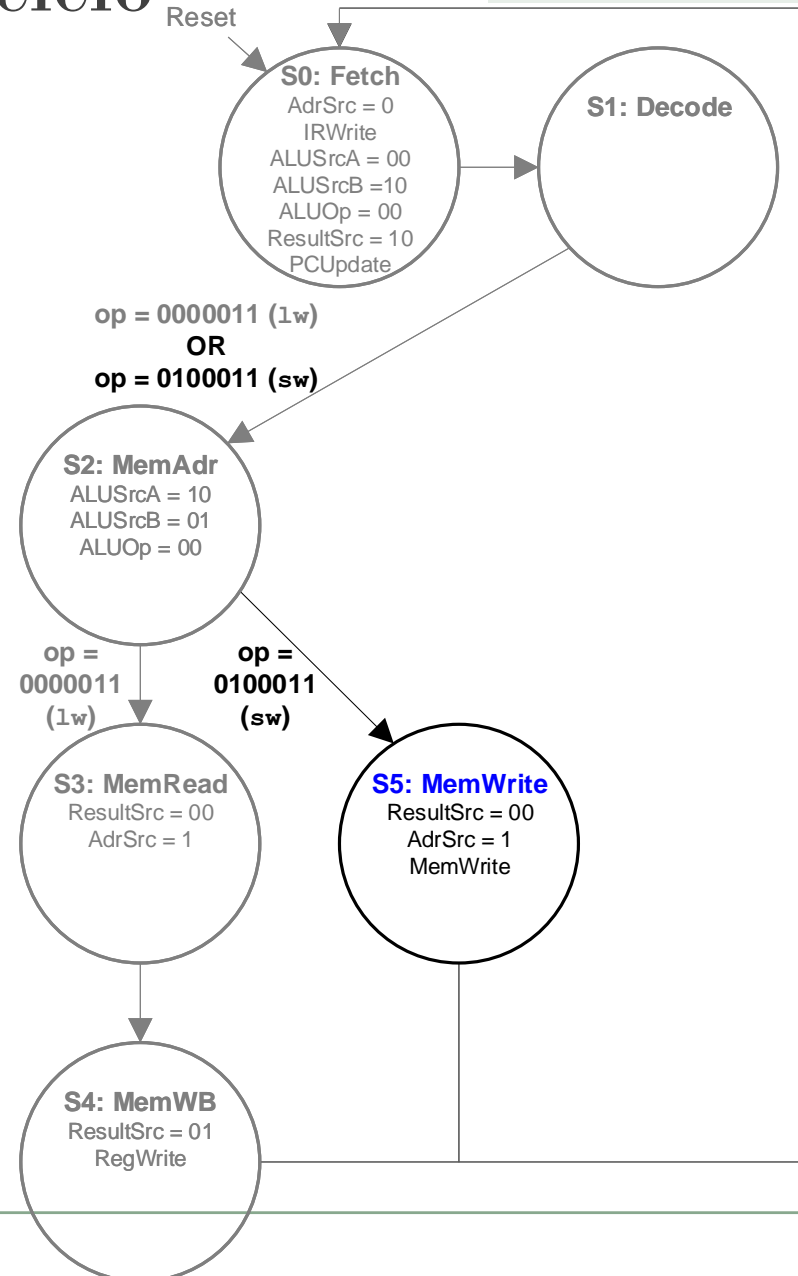 Reset
S0: Fetch
AdrSrc = 0
IRWrite
ALUSrcA = 00
ALUSrcB =10
ALUOp = 00
ResultSrc = 10
PCUpdate
S1: Decode
op = 0000011 (lw)
OR
op = 0100011 (sw)
S2: MemAdr
ALUSrcA = 10
ALUSrcB = 01
ALUOp = 00
op =
0000011
(lw)
op =
0100011
(sw)
S3: MemRead
ResultSrc = 00
AdrSrc = 1
S5: MemWrite
ResultSrc = 00
AdrSrc = 1
MemWrite
S4: MemWB
ResultSrc = 01
RegWrite